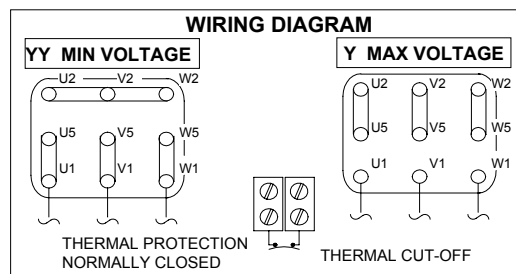 WIRING DIAGRAM
YY MIN VOLTAGE
Y MAX VOLTAGE
U2 V2 W2
U5 V5 W5
U1 V1 W1
U2 V2 W2
U5 V5 W5
U1 V1 W1
THERMAL PROTECTION
NORMALLY CLOSED
THERMAL CUT-OFF